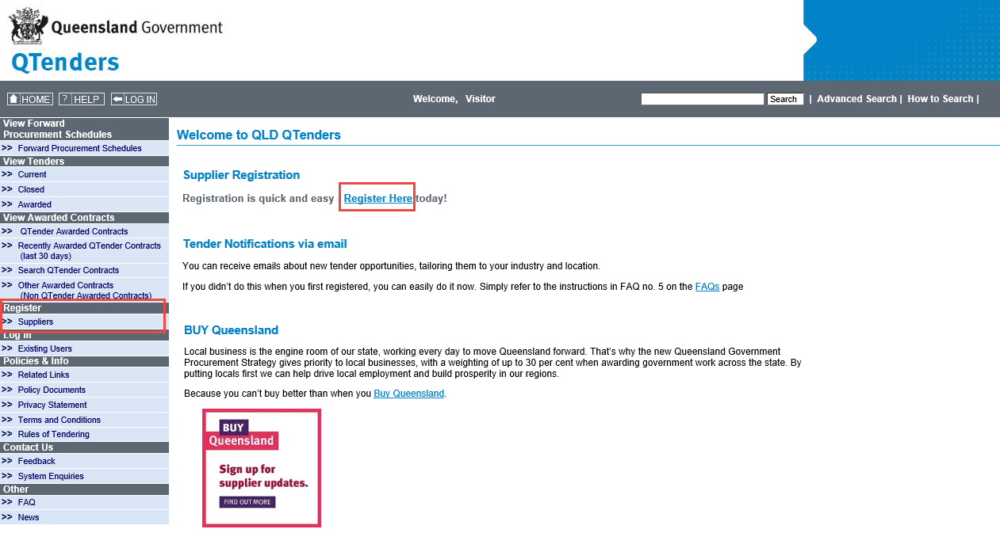 Queensland Government
QTenders
HOME ? HELP LOG IN
Welcome, Visitor
Search | Advanced Search | How to Search |
View Forward
Procurement Schedules
>> Forward Procurement Schedules
View Tenders
>> Current
>> Closed
>> Awarded
View Awarded Contracts
>> QTender Awarded Contracts
>> Recently Awarded QTender Contracts
(last 30 days)
>> Search QTender Contracts
>> Other Awarded Contracts
(Non QTender Awarded Contracts)
Register
>> Suppliers
Log In
>> Existing Users
Policies & Info
>> Related Links
>> Policy Documents
>> Privacy Statement
>> Terms and Conditions
>> Rules of Tendering
Contact Us
>> Feedback
>> System Enquiries
Other
>> FAQ
>> News
Welcome to QLD QTenders
Supplier Registration
Registration is quick and easy - Register Here today!
Tender Notifications via email
You can receive emails about new tender opportunities, tailoring them to your industry and location.
If you didn't do this when you first registered, you can easily do it now. Simply refer to the instructions in FAQ no. 5 on the FAQs page
BUY Queensland
Local business is the engine room of our state, working every day to move Queensland forward. That's why the new Queensland Government
Procurement Strategy gives priority to local businesses, with a weighting of up to 30 per cent when awarding government work across the state. By
putting locals first we can help drive local employment and build prosperity in our regions.
Because you can't buy better than when you Buy Queensland.
BUY
Queensland
Sign up for
supplier updates.
FIND OUT MORE